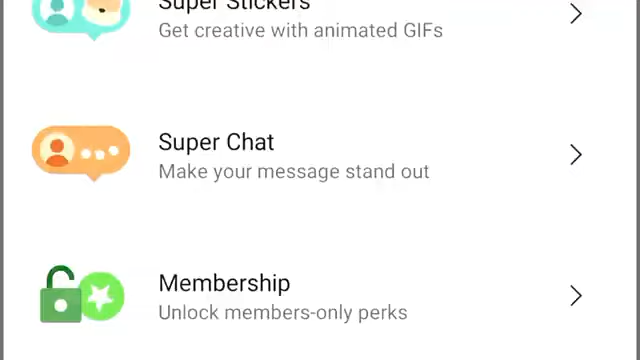 Super Stickers
Get creative with animated GIFs
Super Chat
Make your message stand out
Membership
Unlock members-only perks